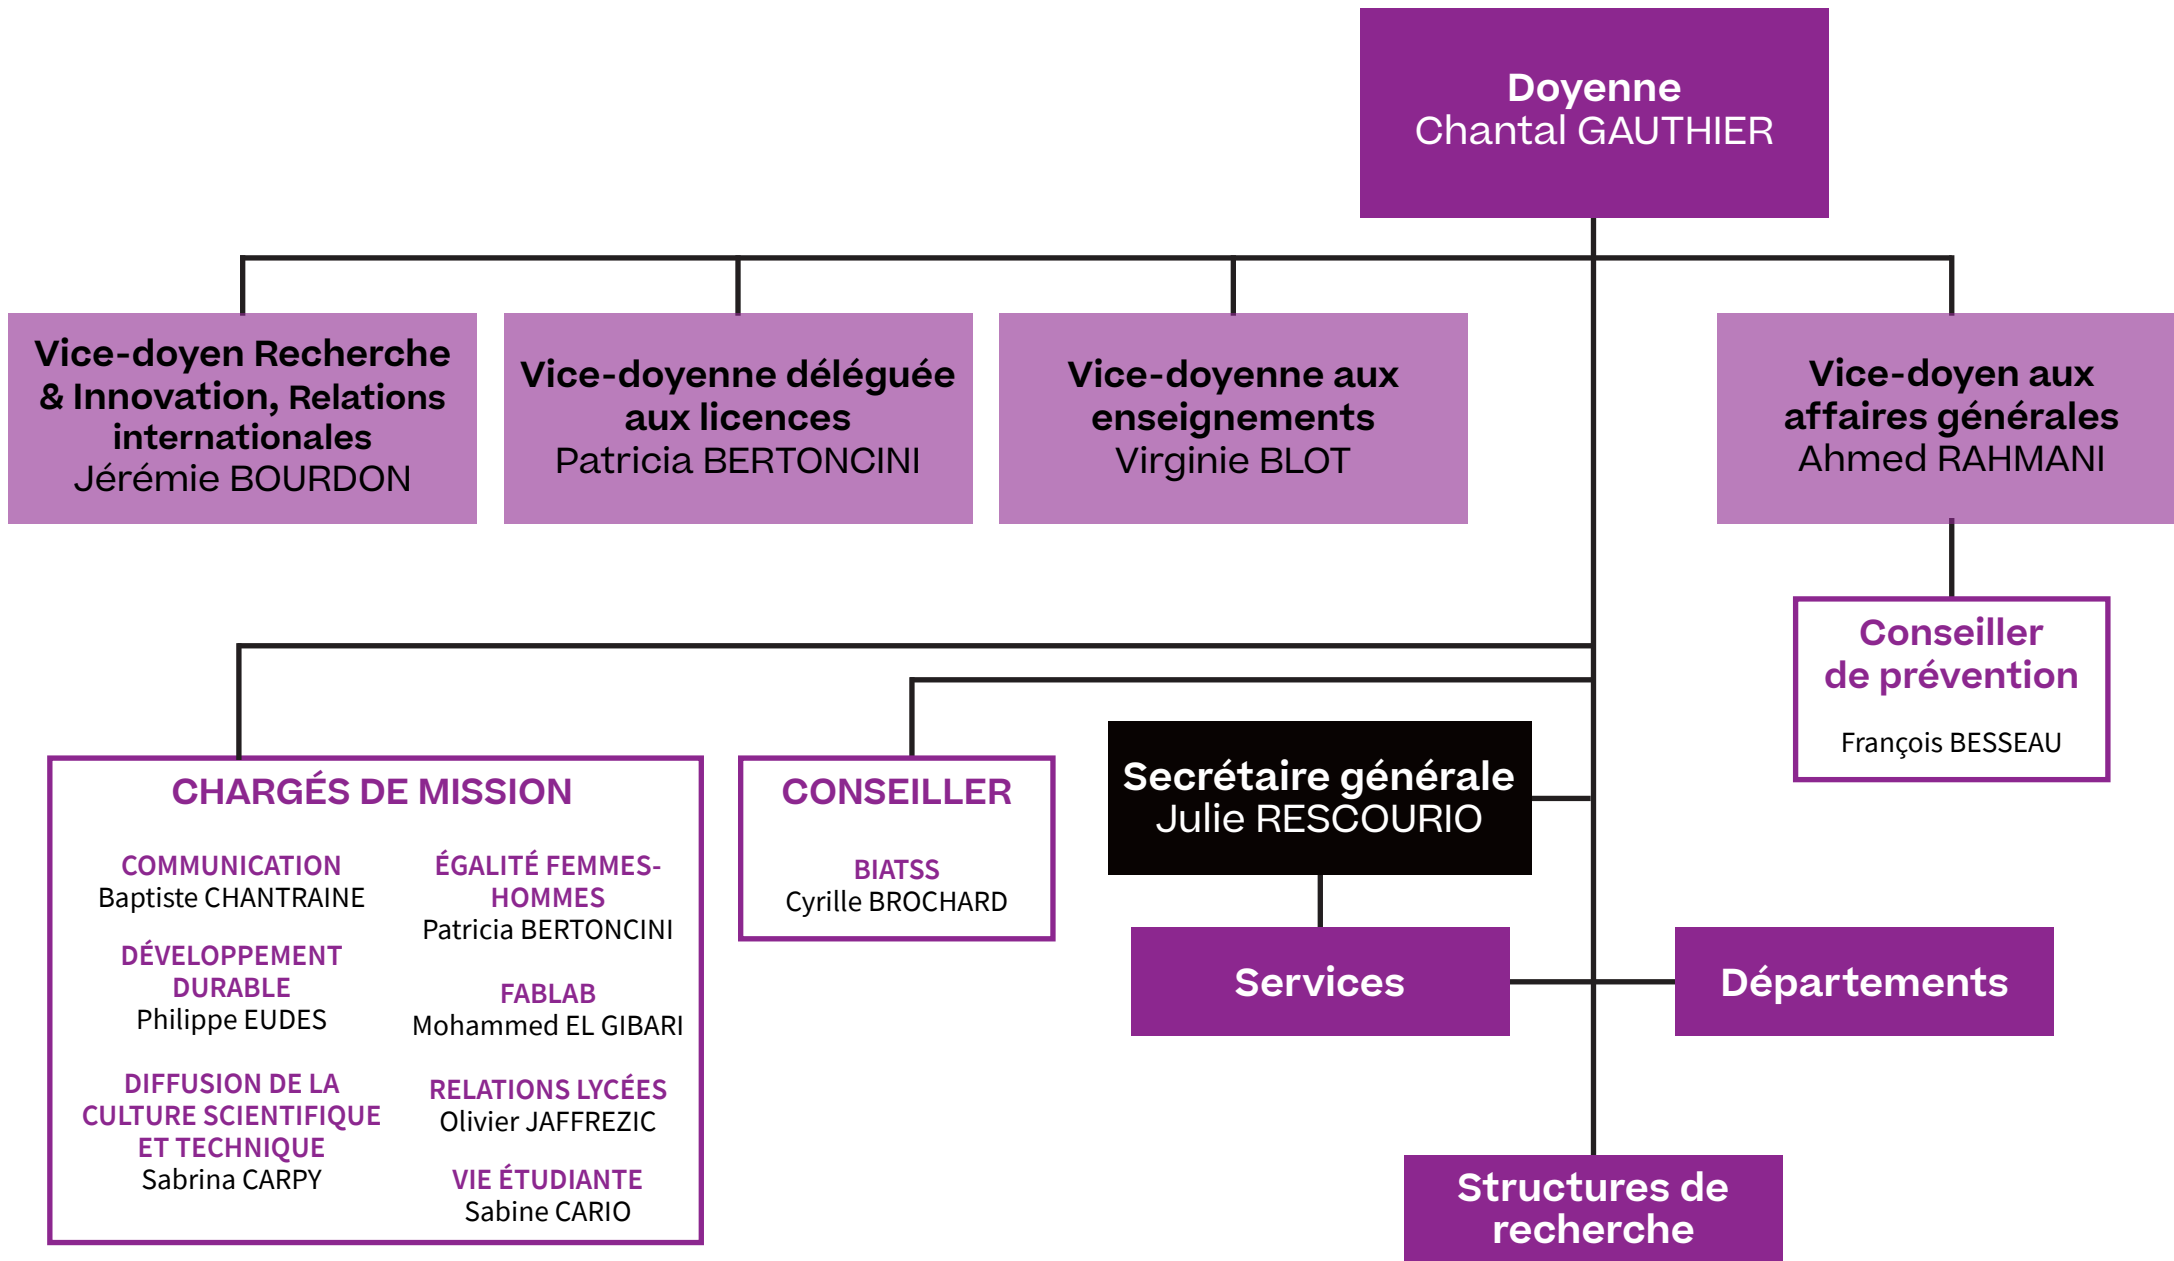 Doyenne
Chantal GAUTHIER
Vice-doyen Recherche
& Innovation, Relations
internationales
Jérémie BOURDON
Vice-doyenne déléguée
aux licences
Patricia BERTONCINI
Vice-doyenne aux
enseignements
Virginie BLOT
Vice-doyen aux
affaires générales
Ahmed RAHMANI
Conseiller
de prévention
François BESSEAU
CHARGÉS DE MISSION
COMMUNICATION
Baptiste CHANTRAINE
DÉVELOPPEMENT
DURABLE
Philippe EUDES
DIFFUSION DE LA
CULTURE SCIENTIFIQUE
ET TECHNIQUE
Sabrina CARPY
ÉGALITÉ FEMMES-
HOMMES
Patricia BERTONCINI
FABLAB
Mohammed EL GIBARI
RELATIONS LYCÉES
Olivier JAFFREZIC
VIE ÉTUDIANTE
Sabine CARIO
CONSEILLER
BIATSS
Cyrille BROCHARD
Secrétaire générale
Julie RESCOURIO
Services
Départements
Structures de
recherche